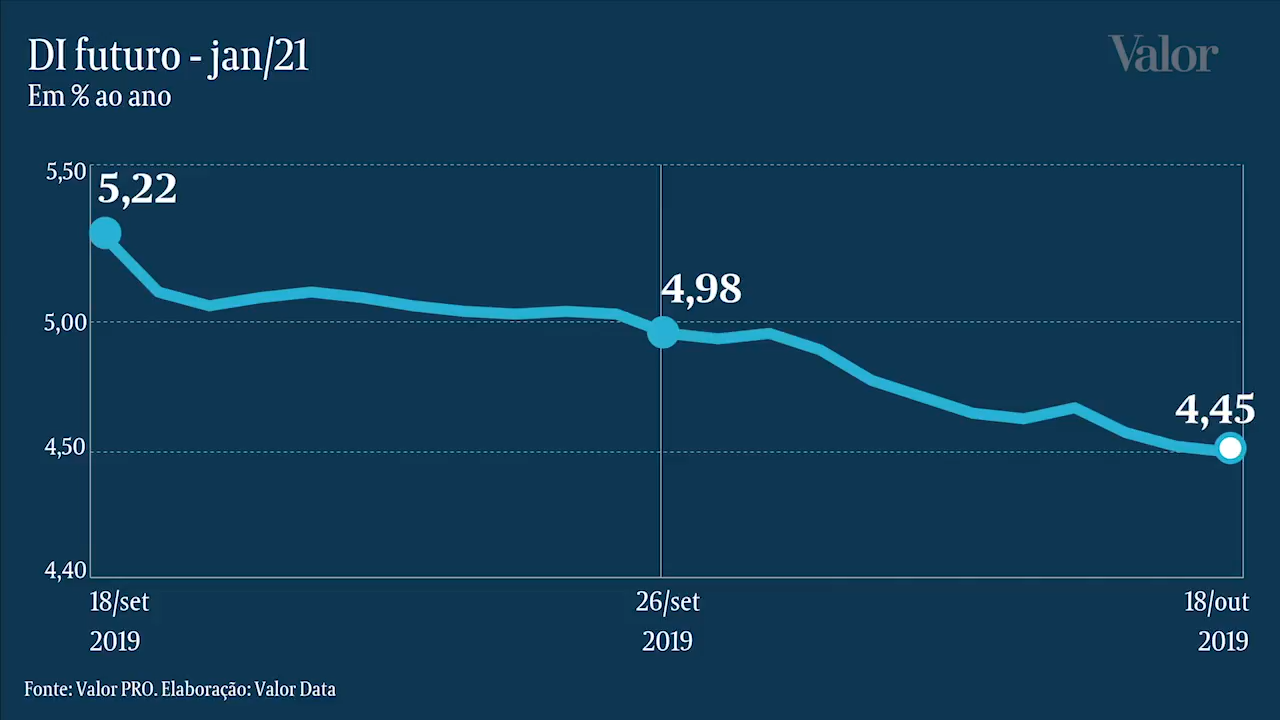 DI futuro - jan/21
Valor
Em % ao ano
5,50
5,22
4,98
5,00
4,45
4,50
4,40
18/set
2019
26/set
2019
18/out
2019
Fonte: Valor PRO. Elaboração: Valor Data